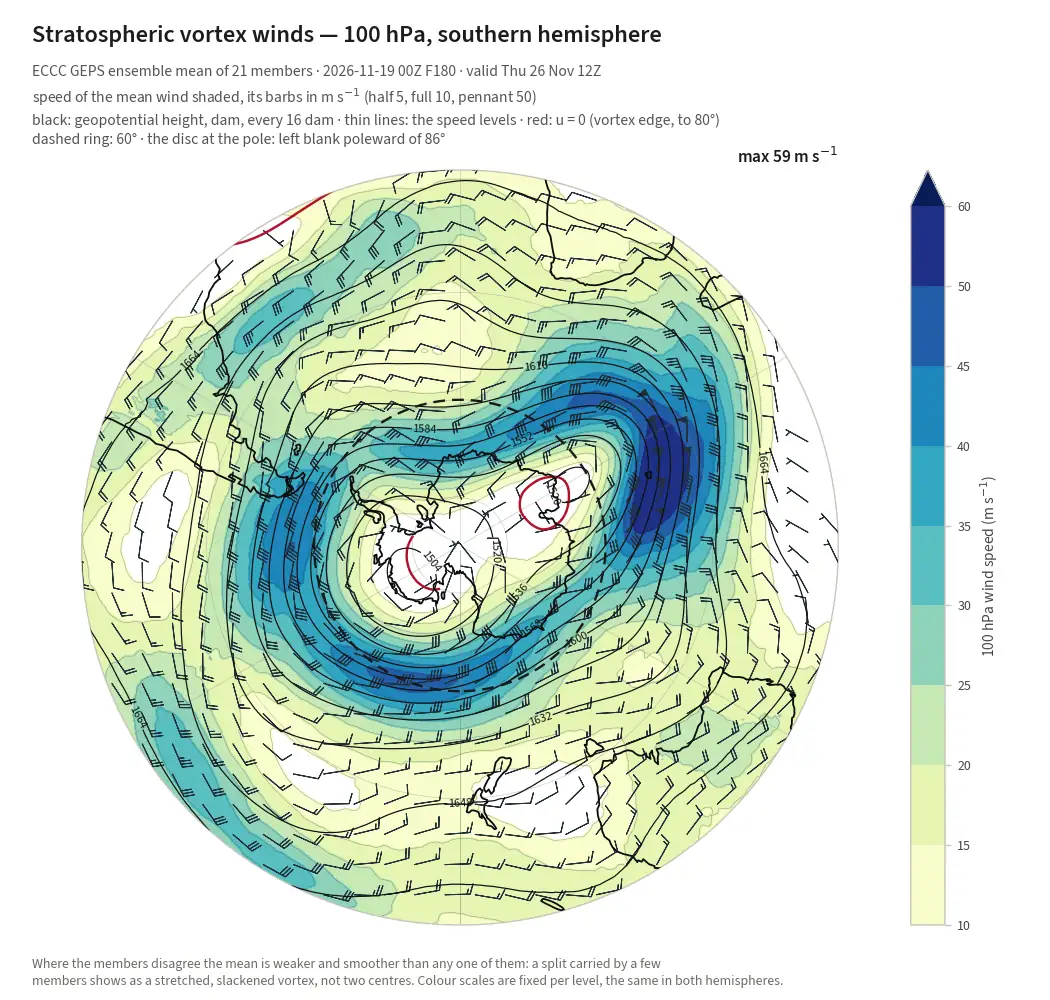 Stratospheric vortex winds — 100 hPa, southern hemisphere
ECCC GEPS ensemble mean of 21 members · 2026-11-19 00Z F180 · valid Thu 26 Nov 12Z
speed of the mean wind shaded, its barbs in m s⁻¹ (half 5, full 10, pennant 50)
black: geopotential height, dam, every 16 dam · thin lines: the speed levels · red: u = 0 (vortex edge, to 80°)
dashed ring: 60° · the disc at the pole: left blank poleward of 86°
max 59 m s⁻¹
60
50
45
40
35
30
25
20
15
10
100 hPa wind speed (m s⁻¹)
1664
1616
1584
1552
1664
1520
1504
1600
1632
1664
1648
Where the members disagree the mean is weaker and smoother than any one of them: a split carried by a few
members shows as a stretched, slackened vortex, not two centres. Colour scales are fixed per level, the same in both hemispheres.